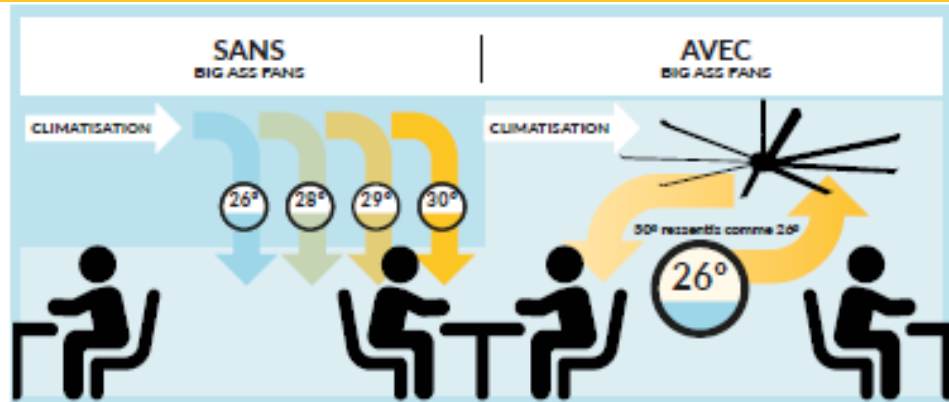 SANS
BIG ASS FANS
AVEC
BIG ASS FANS
CLIMATISATION
26°
28°
29°
30°
CLIMATISATION
30° ressentis comme 26°
26°